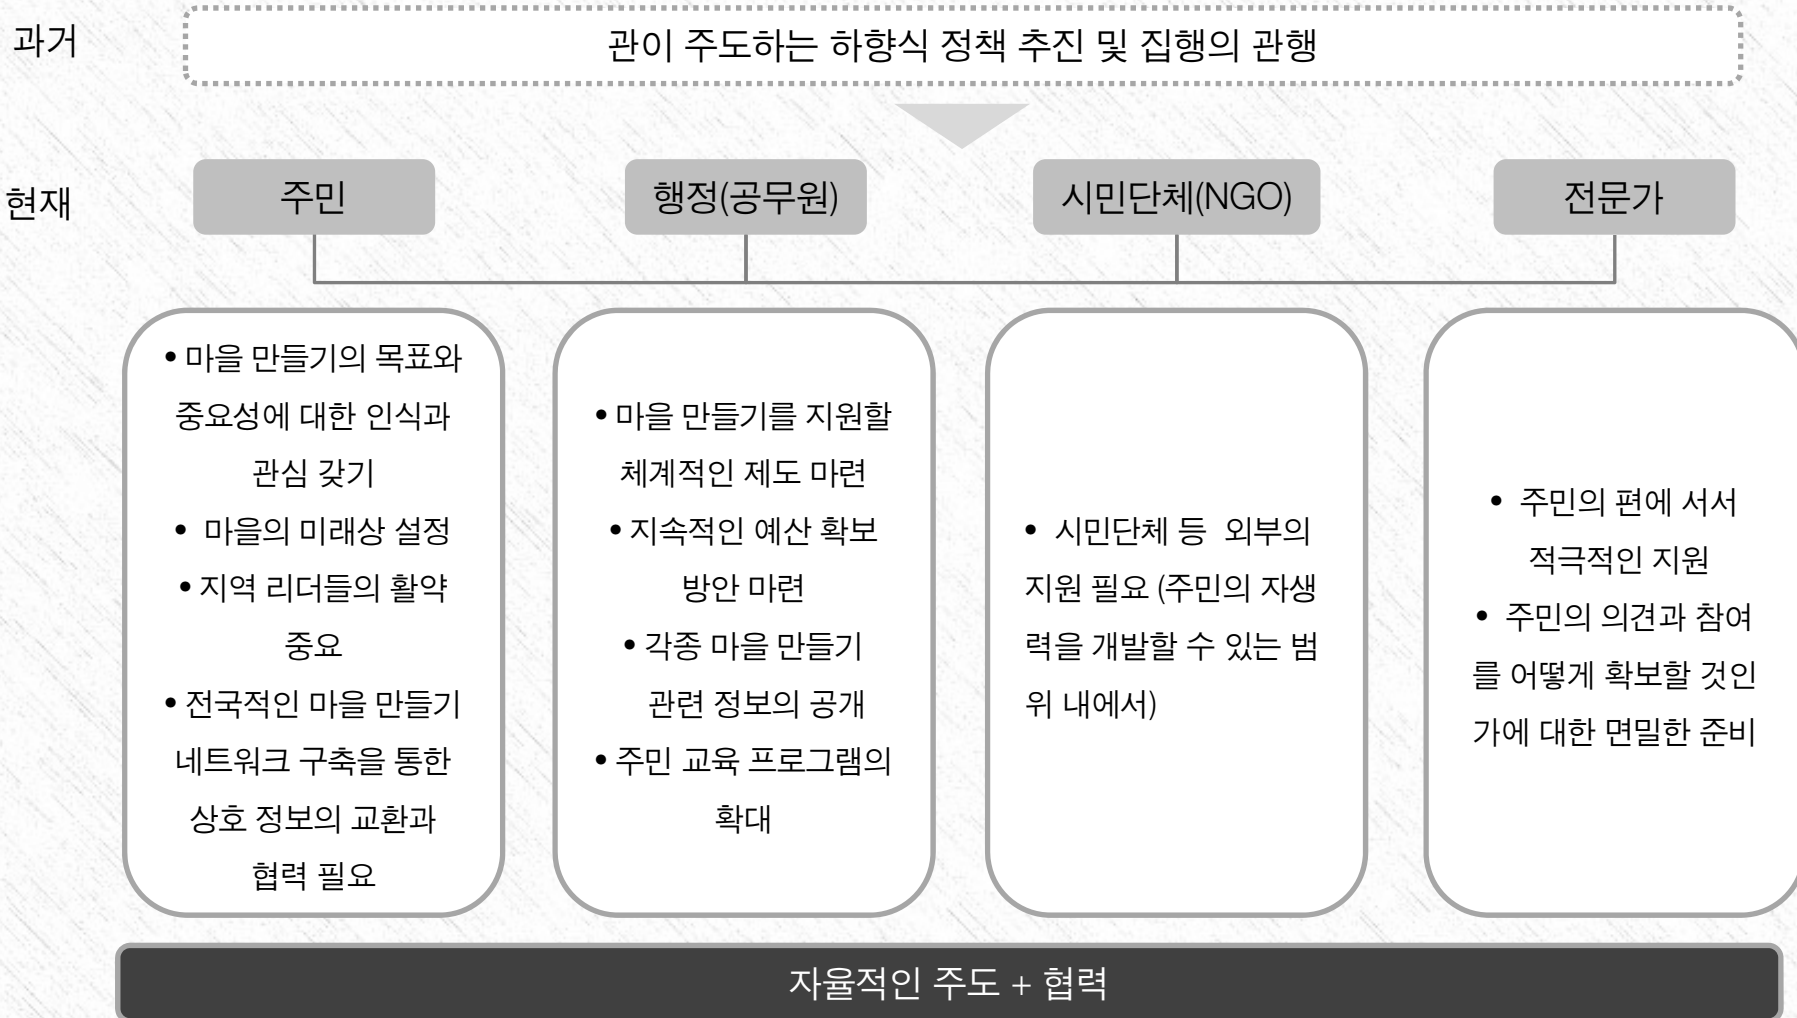 과거
관이 주도하는 하향식 정책 추진 및 집행의 관행
현재
주민
행정(공무원)
시민단체(NGO)
전문가
• 마을 만들기의 목표와
중요성에 대한 인식과
관심 갖기
• 마을의 미래상 설정
• 지역 리더들의 활약
중요
• 전국적인 마을 만들기
네트워크 구축을 통한
상호 정보의 교환과
협력 필요
• 마을 만들기를 지원할
체계적인 제도 마련
• 지속적인 예산 확보
방안 마련
• 각종 마을 만들기
관련 정보의 공개
• 주민 교육 프로그램의
확대
• 시민단체 등 외부의
지원 필요 (주민의 자생
력을 개발할 수 있는 범
위 내에서)
• 주민의 편에 서서
적극적인 지원
• 주민의 의견과 참여
를 어떻게 확보할 것인
가에 대한 면밀한 준비
자율적인 주도 + 협력